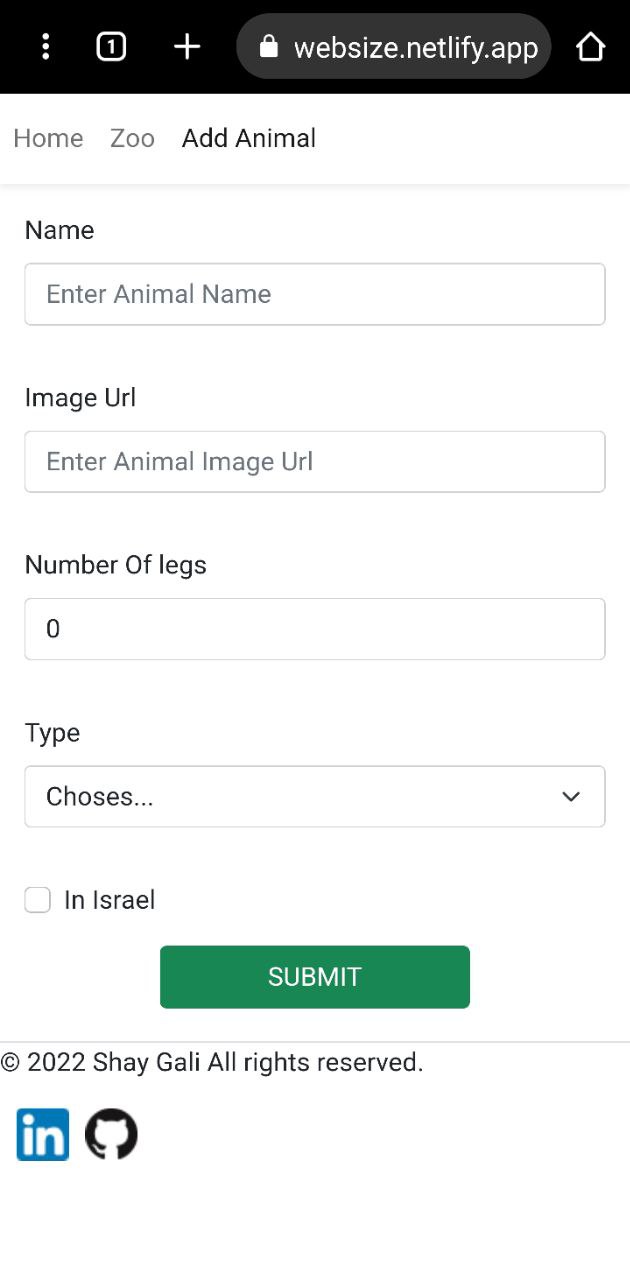 1
websize.netlify.app
Home Zoo Add Animal
Name
Enter Animal Name
Image Url
Enter Animal Image Url
Number Of legs
0
Type
Choses...
In Israel
SUBMIT
© 2022 Shay Gali All rights reserved.
in